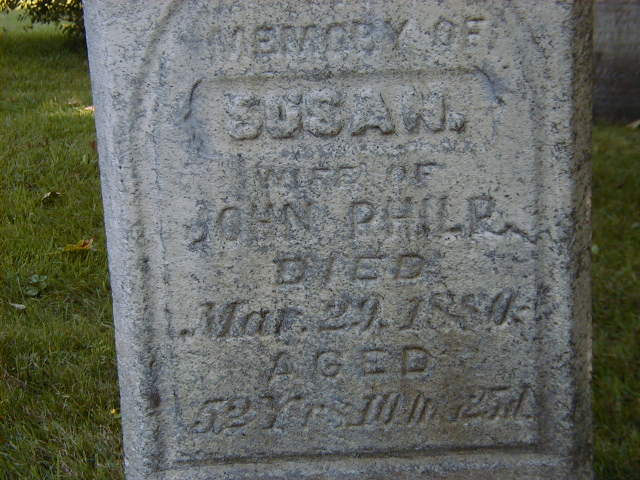 MEMORY OF
SUSAN.
WIFE OF
JOHN PHILP.
DIED
Mar. 29, 1880.
AGED
52 Yrs 10 m. 25 d.